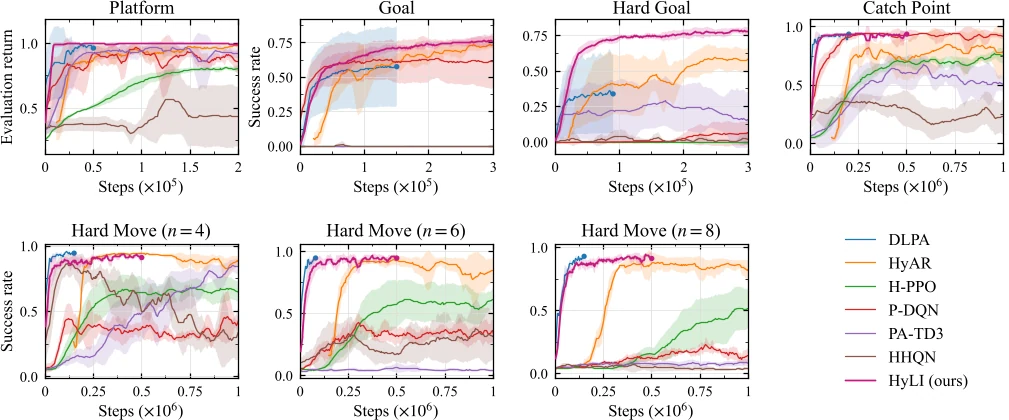 Platform
Goal
Hard Goal
Catch Point
Evaluation return
1.0
0.5
0
0.5
1
1.5
2
Steps (×10⁵)
Success rate
0.75
0.50
0.25
0.00
0
1
2
3
Steps (×10⁵)
0.75
0.50
0.25
0.00
0
1
2
3
Steps (×10⁵)
1.0
0.5
0.0
0
0.25
0.5
0.75
1
Steps (×10⁶)
Hard Move (n = 4)
Hard Move (n = 6)
Hard Move (n = 8)
Success rate
1.0
0.5
0.0
0
0.25
0.5
0.75
1
Steps (×10⁶)
1.0
0.5
0.0
0
0.25
0.5
0.75
1
Steps (×10⁶)
1.0
0.5
0.0
0
0.25
0.5
0.75
1
Steps (×10⁶)
DLPA
HyAR
H-PPO
P-DQN
PA-TD3
HHQN
HyLI (ours)